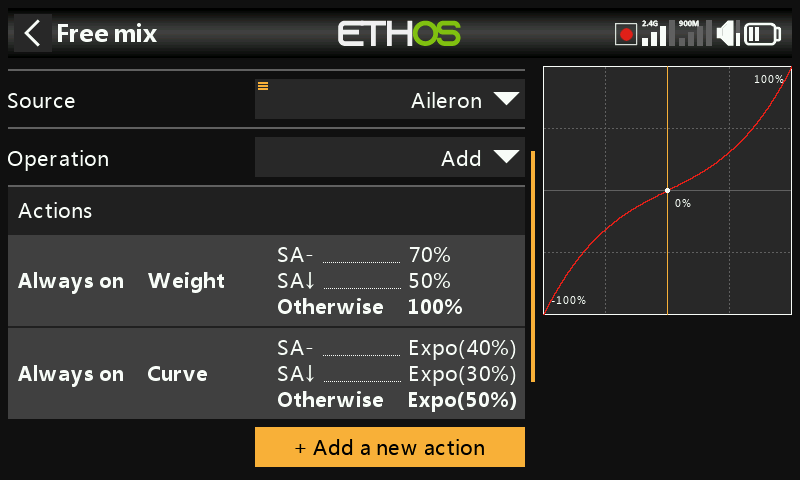 Free mix
ETHOS
2.4G
900M
Source
Aileron
Operation
Add
Actions
Always on Weight
SA- 70%
SA↓ 50%
Otherwise 100%
Always on Curve
SA- Expo(40%)
SA↓ Expo(30%)
Otherwise Expo(50%)
+ Add a new action
100%
0%
-100%